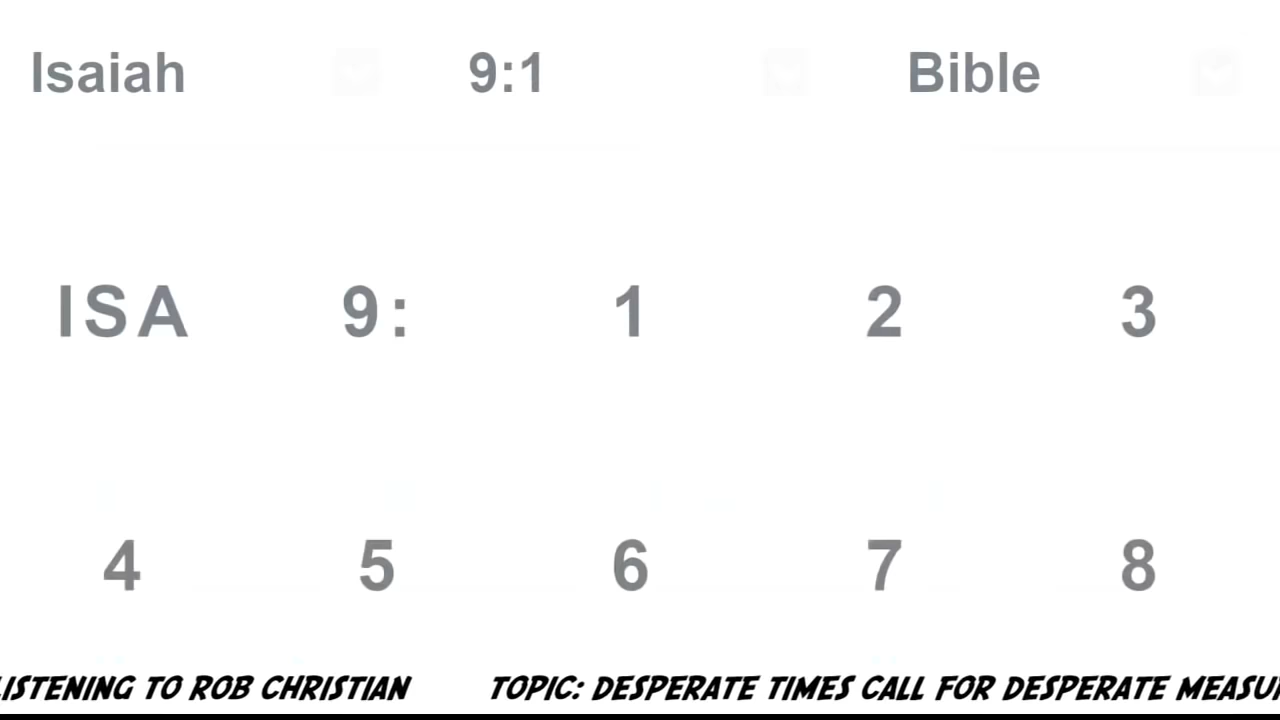 Isaiah 9:1 Bible
ISA 9: 1 2 3
4 5 6 7 8
LISTENING TO ROB CHRISTIAN TOPIC: DESPERATE TIMES CALL FOR DESPERATE